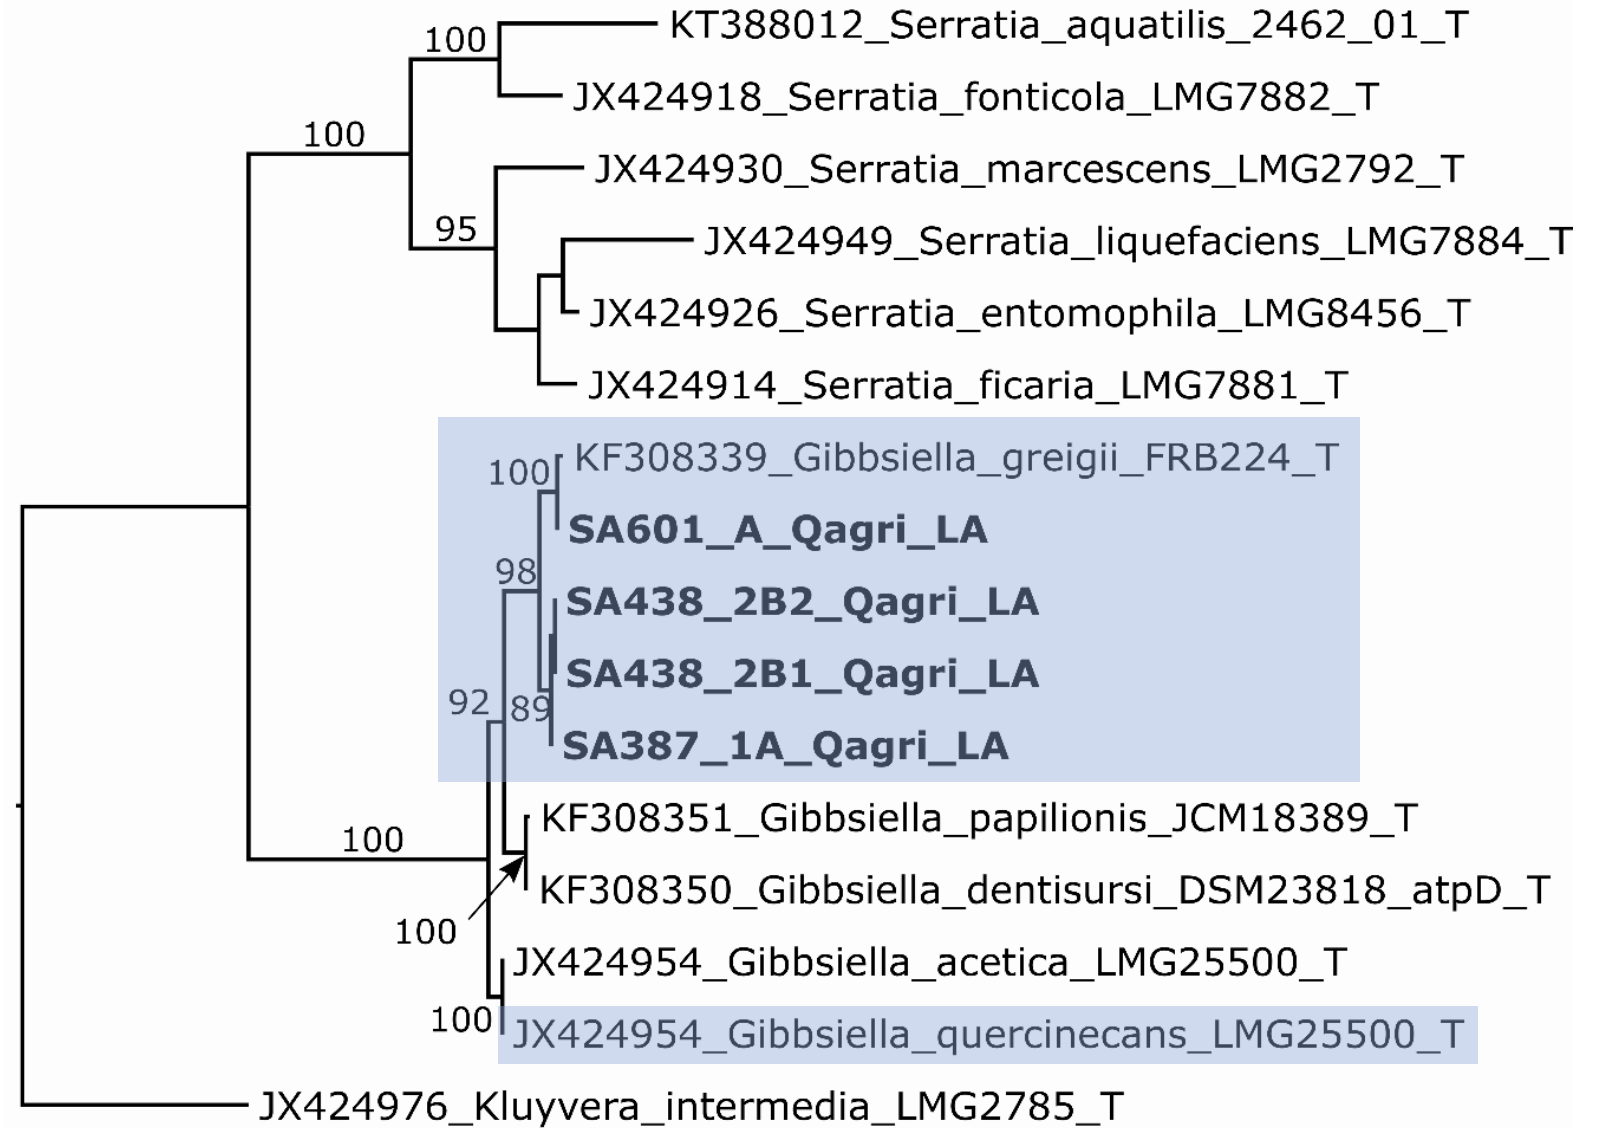 KT388012_Serratia_aquatilis_2462_01_T
100
JX424918_Serratia_fonticola_LMG7882_T
100
JX424930_Serratia_marcescens_LMG2792_T
95
JX424949_Serratia_liquefaciens_LMG7884_T
JX424926_Serratia_entomophila_LMG8456_T
JX424914_Serratia_ficaria_LMG7881_T
KF308339_Gibbsiella_greigii_FRB224_T
100
SA601_A_Qagri_LA
98
SA438_2B2_Qagri_LA
SA438_2B1_Qagri_LA
92
89
SA387_1A_Qagri_LA
KF308351_Gibbsiella_papilionis_JCM18389_T
100
KF308350_Gibbsiella_dentisursi_DSM23818_atpD_T
100
JX424954_Gibbsiella_acetica_LMG25500_T
100
JX424954_Gibbsiella_quercinecans_LMG25500_T
JX424976_Kluyvera_intermedia_LMG2785_T